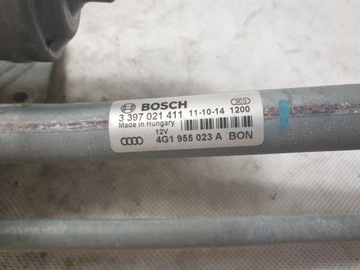 BOSCH
3 397 021 411 11-10-14 1200
Made in Hungary
12V
4G1 955 023 A BON